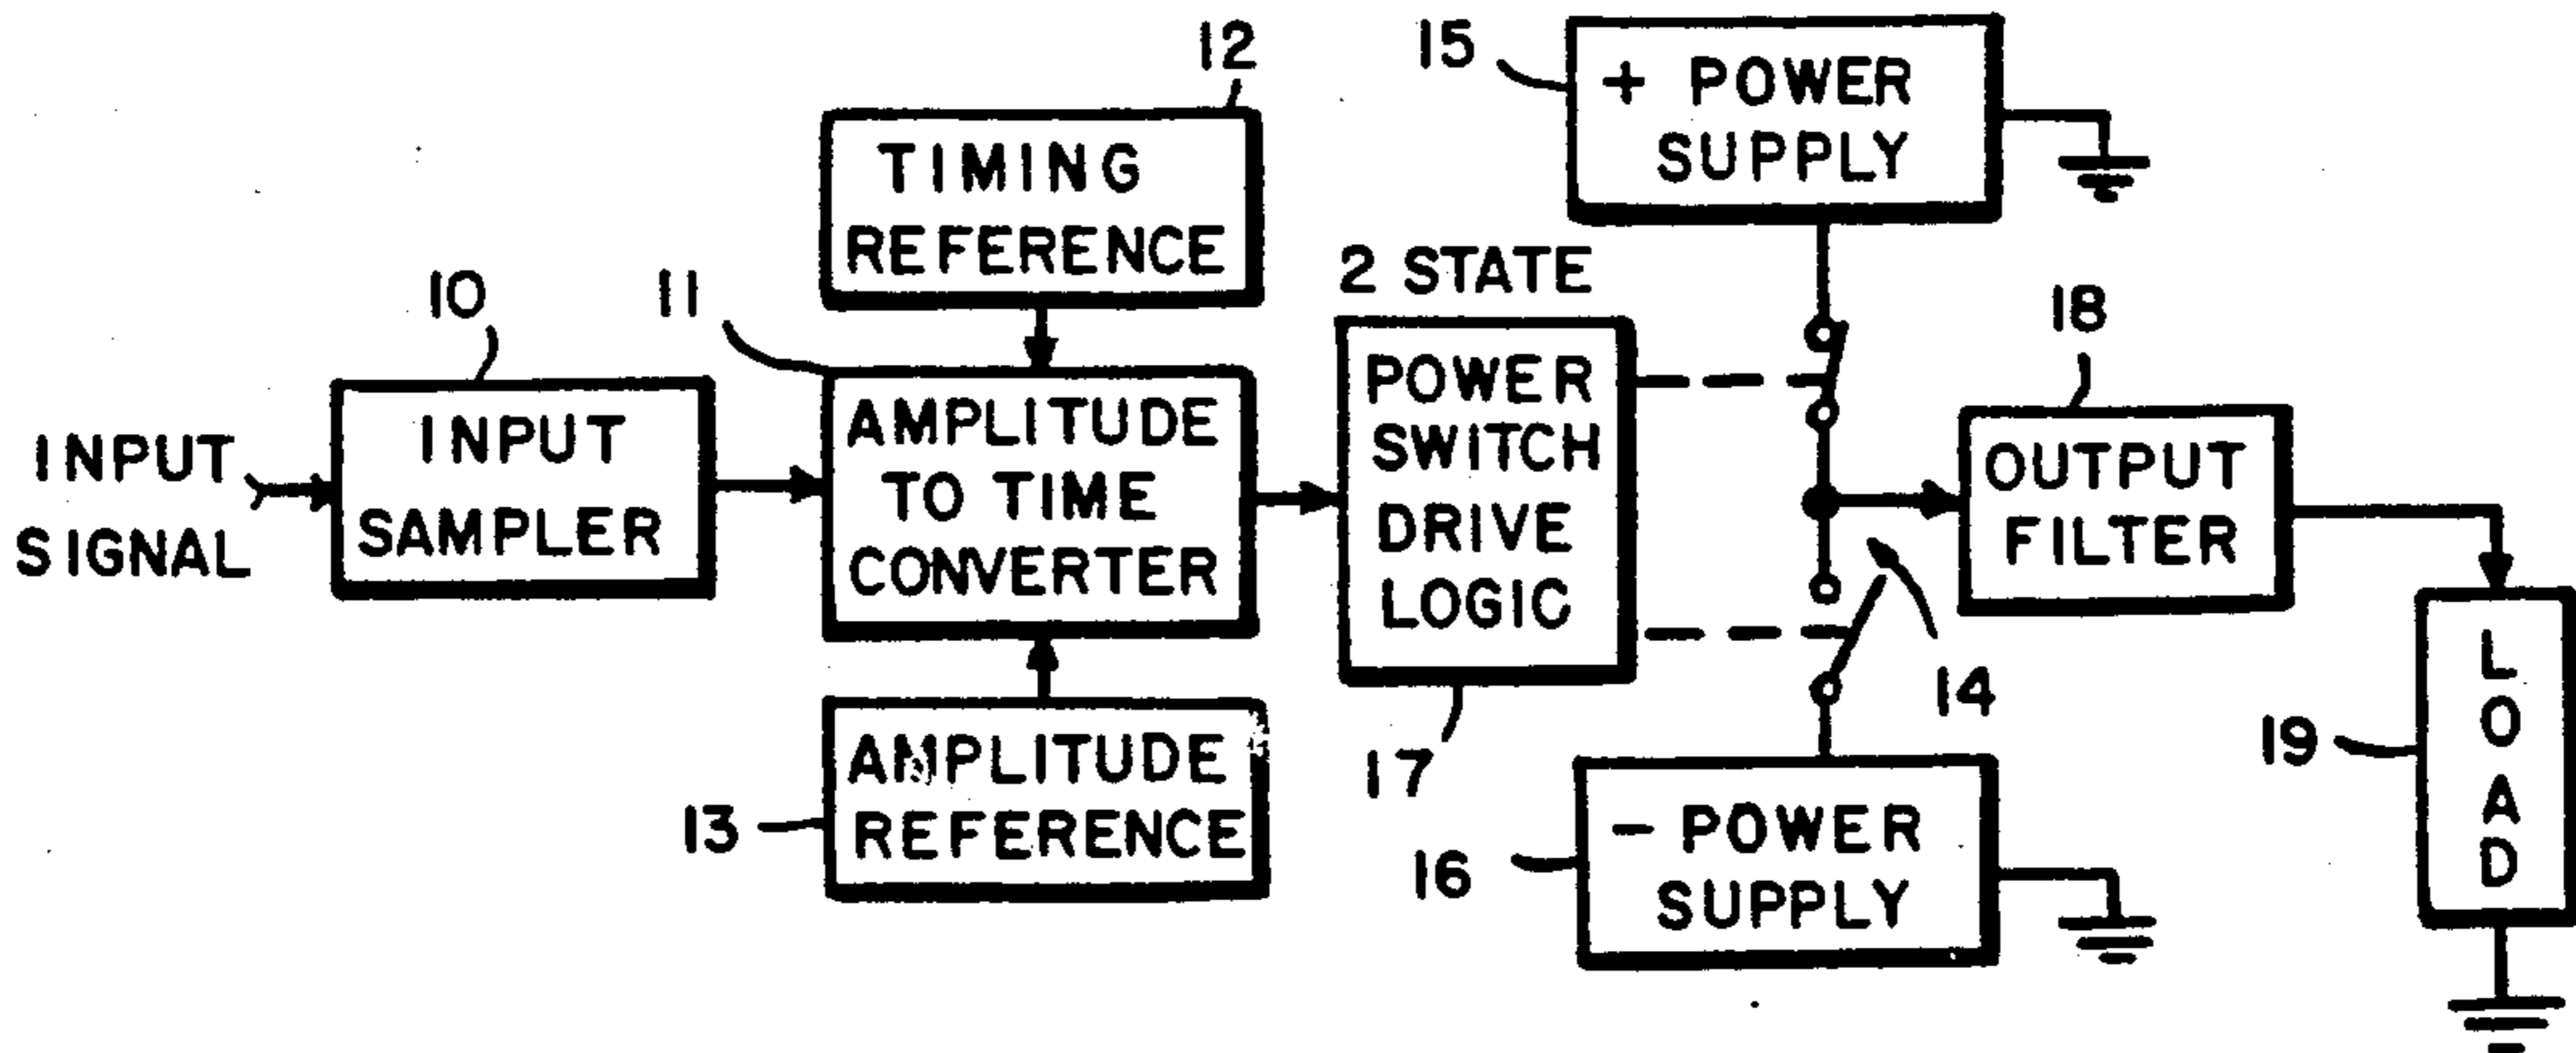 INPUT
SIGNAL
10
INPUT
SAMPLER
11
AMPLITUDE
TO TIME
CONVERTER
12
TIMING
REFERENCE
13
AMPLITUDE
REFERENCE
2 STATE
POWER
SWITCH
DRIVE
LOGIC
17
15
+ POWER
SUPPLY
14
16
- POWER
SUPPLY
18
OUTPUT
FILTER
19
LOAD